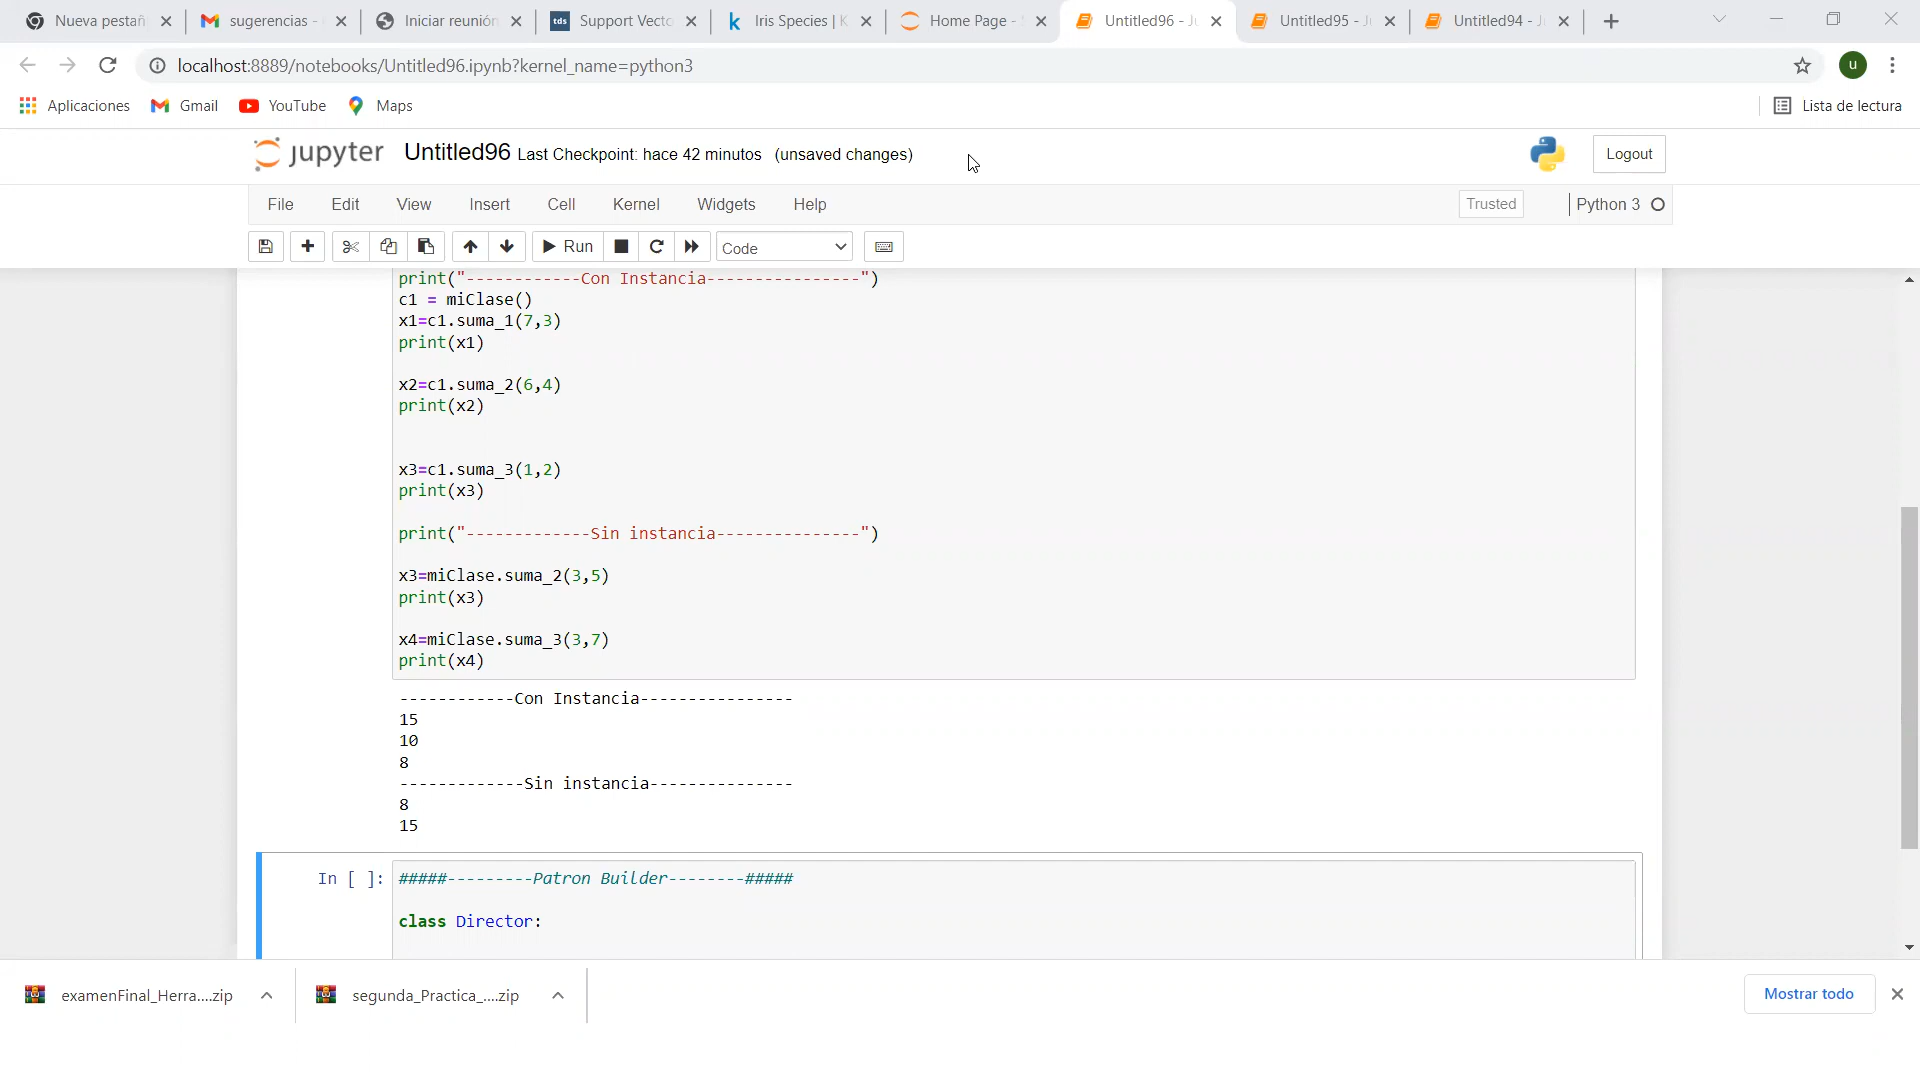 Nueva pestañ
sugerencias -
Iniciar reunión
tds Support Vecto
k Iris Species | K
Home Page -
Untitled96 - Ju
Untitled95 - J
Untitled94 - J
localhost:8889/notebooks/Untitled96.ipynb?kernel_name=python3
u
Aplicaciones
Gmail
YouTube
Maps
Lista de lectura
jupyter Untitled96 Last Checkpoint: hace 42 minutos (unsaved changes)
Logout
File Edit View Insert Cell Kernel Widgets Help
Trusted
Python 3
Run
Code
print("------------Con Instancia----------------")
c1 = miClase()
x1=c1.suma_1(7,3)
print(x1)
x2=c1.suma_2(6,4)
print(x2)
x3=c1.suma_3(1,2)
print(x3)
print("-------------Sin instancia---------------")
x3=miClase.suma_2(3,5)
print(x3)
x4=miClase.suma_3(3,7)
print(x4)
------------Con Instancia----------------
15
10
8
-------------Sin instancia---------------
8
15
In [ ]: #####---------Patron Builder--------#####
class Director:
examenFinal_Herra....zip
segunda_Practica_....zip
Mostrar todo